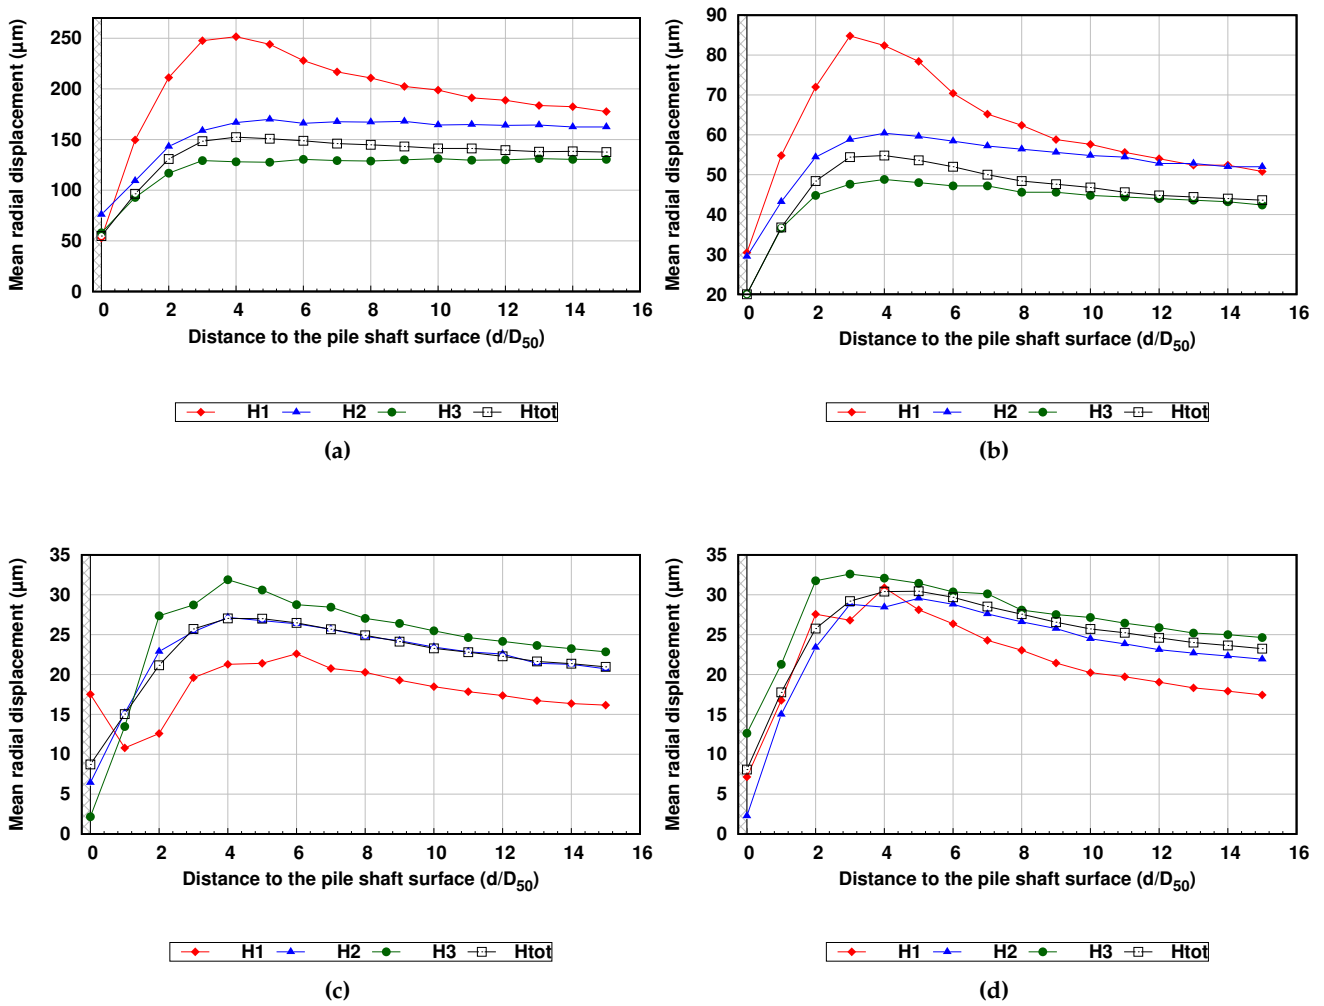 Mean radial displacement (µm)
250
200
150
100
50
0
0 2 4 6 8 10 12 14 16
Distance to the pile shaft surface (d/D50)
H1 H2 H3 Htot
(a)
Mean radial displacement (µm)
90
80
70
60
50
40
30
20
0 2 4 6 8 10 12 14 16
Distance to the pile shaft surface (d/D50)
H1 H2 H3 Htot
(b)
Mean radial displacement (µm)
35
30
25
20
15
10
5
0
0 2 4 6 8 10 12 14 16
Distance to the pile shaft surface (d/D50)
H1 H2 H3 Htot
(c)
Mean radial displacement (µm)
35
30
25
20
15
10
5
0
0 2 4 6 8 10 12 14 16
Distance to the pile shaft surface (d/D50)
H1 H2 H3 Htot
(d)